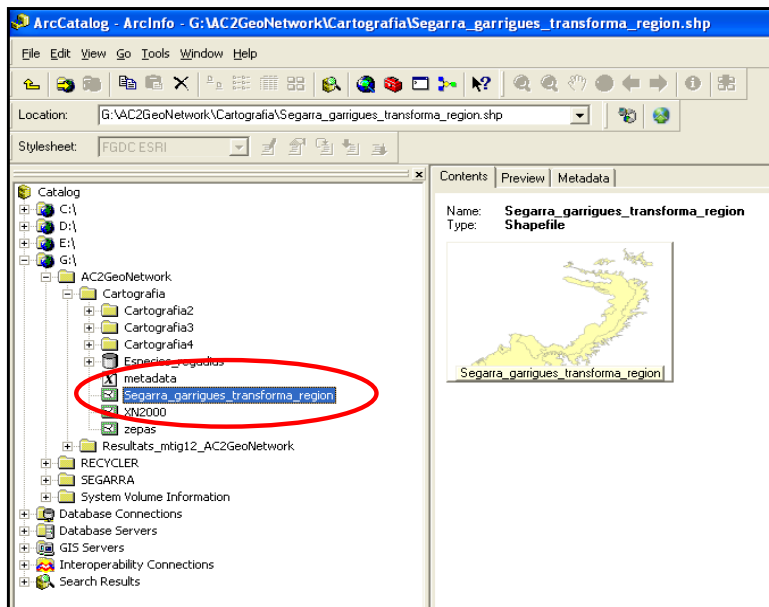 ArcCatalog - ArcInfo - G:\AC2GeoNetwork\Cartografia\Segarra_garrigues_transforma_region.shp
File Edit View Go Tools Window Help
Location: G:\AC2GeoNetwork\Cartografia\Segarra_garrigues_transforma_region.shp
Stylesheet: FGDC ESRI
Contents Preview Metadata
Catalog
C:\
D:\
E:\
G:\
AC2GeoNetwork
Cartografia
Cartografia2
Cartografia3
Cartografia4
Especies_regadius
metadata
Segarra_garrigues_transforma_region
XN2000
zepas
Resultats_mtig12_AC2GeoNetwork
RECYCLER
SEGARRA
System Volume Information
Database Connections
Database Servers
GIS Servers
Interoperability Connections
Search Results
Name: Segarra_garrigues_transforma_region
Type: Shapefile
Segarra_garrigues_transforma_region